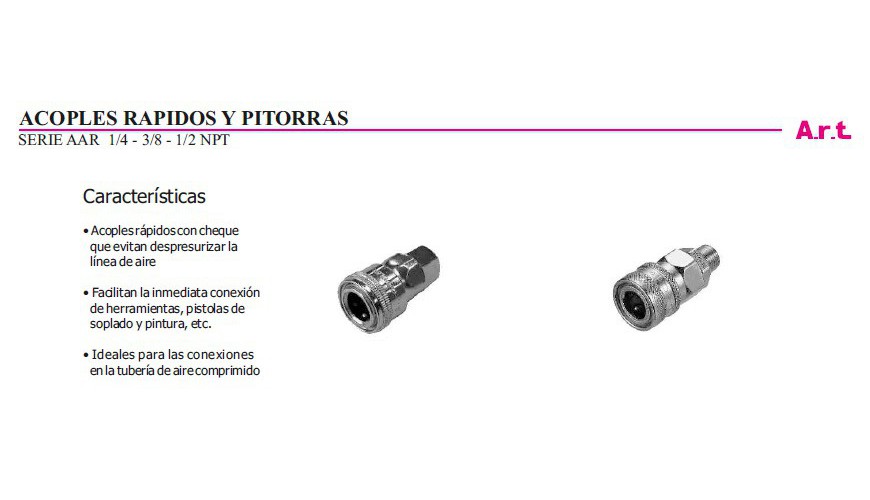 ACOPLES RAPIDOS Y PITORRAS
SERIE AAR 1/4 - 3/8 - 1/2 NPT
A.r.t.
Características
• Acoples rápidos con cheque
que evitan despresurizar la
línea de aire
• Facilitan la inmediata conexión
de herramientas, pistolas de
soplado y pintura, etc.
• Ideales para las conexiones
en la tubería de aire comprimido